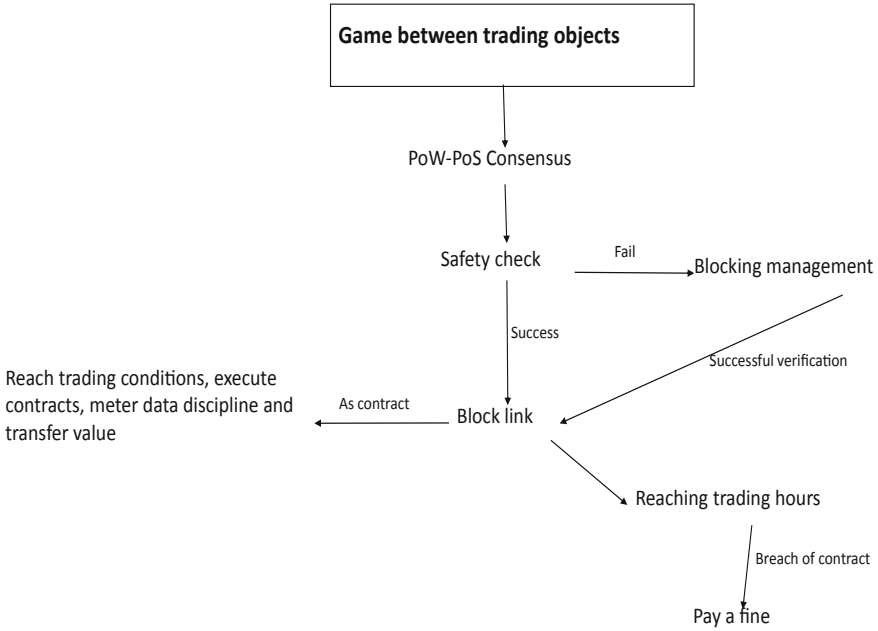 Game between trading objects
PoW-PoS Consensus
Safety check
Fail
Blocking management
Success
Successful verification
Reach trading conditions, execute
contracts, meter data discipline and
transfer value
As contract
Block link
Reaching trading hours
Breach of contract
Pay a fine